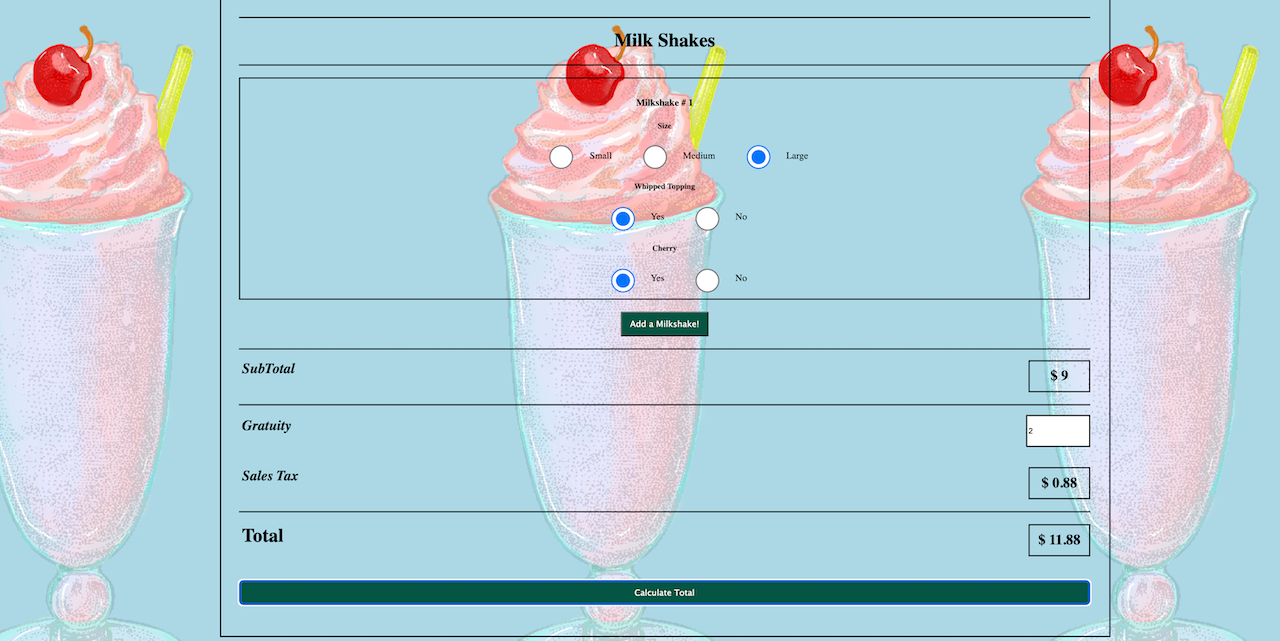 Milk Shakes
Milkshake # 1
Size
Small Medium Large
Whipped Topping
Yes No
Cherry
Yes No
Add a Milkshake!
SubTotal $ 9
Gratuity 2
Sales Tax $ 0.88
Total $ 11.88
Calculate Total